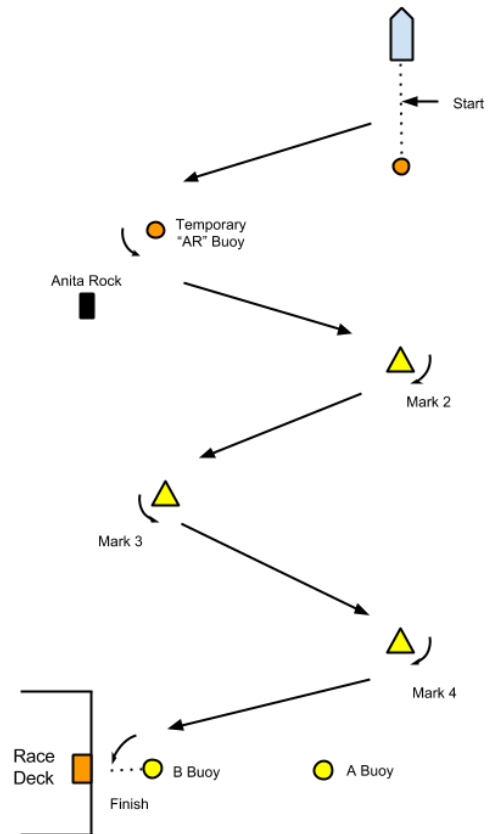 Start
Temporary
"AR" Buoy
Anita Rock
Mark 2
Mark 3
Mark 4
Race
Deck
B Buoy
A Buoy
Finish